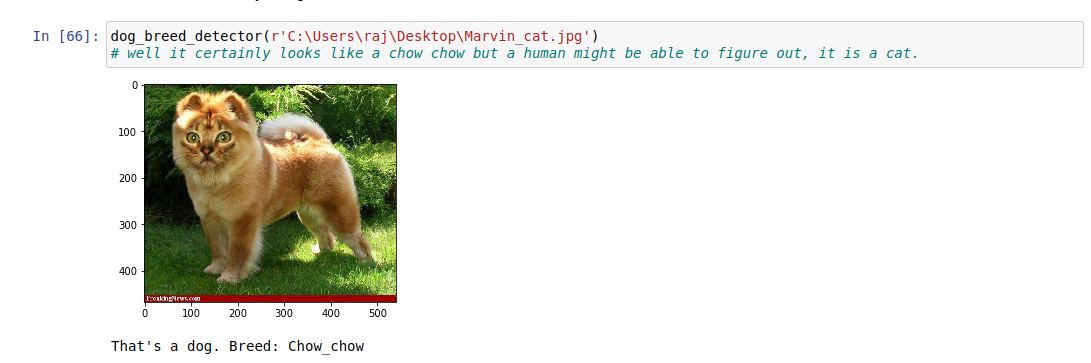 In [66]: dog_breed_detector(r'C:\Users\raj\Desktop\Marvin_cat.jpg')
# well it certainly looks like a chow chow but a human might be able to figure out, it is a cat.
0
100
200
300
400
FreakingNews.com
0 100 200 300 400 500
That's a dog. Breed: Chow_chow